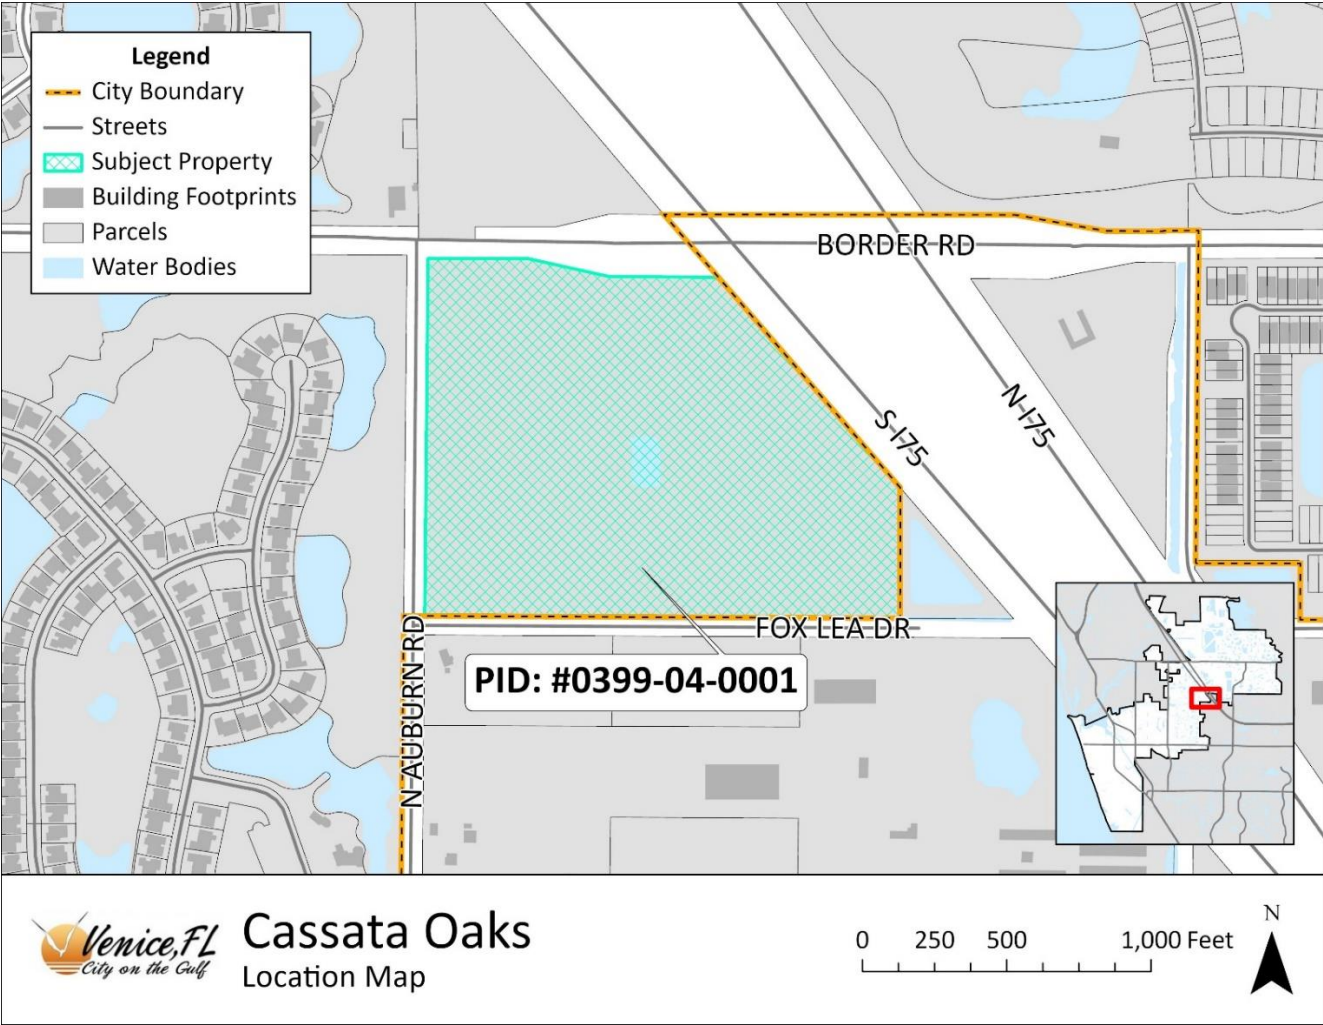 Legend
City Boundary
Streets
Subject Property
Building Footprints
Parcels
Water Bodies
BORDER RD
S I75
N I75
FOX LEA DR
PID: #0399-04-0001
N AUBURN RD
Venice, FL
City on the Gulf
Cassata Oaks
Location Map
0 250 500 1,000 Feet
N